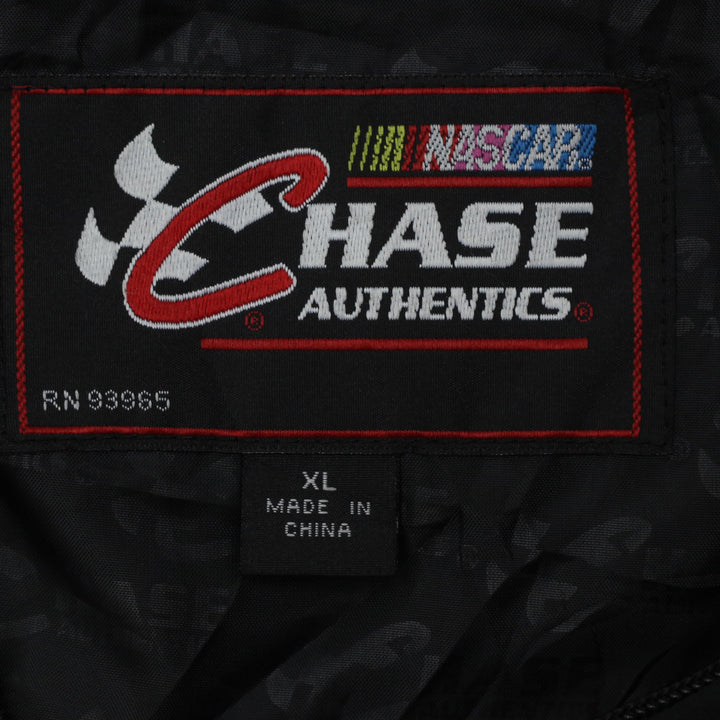 NASCAR®
CHASE
AUTHENTICS®
®
RN 93965
XL
MADE IN
CHINA